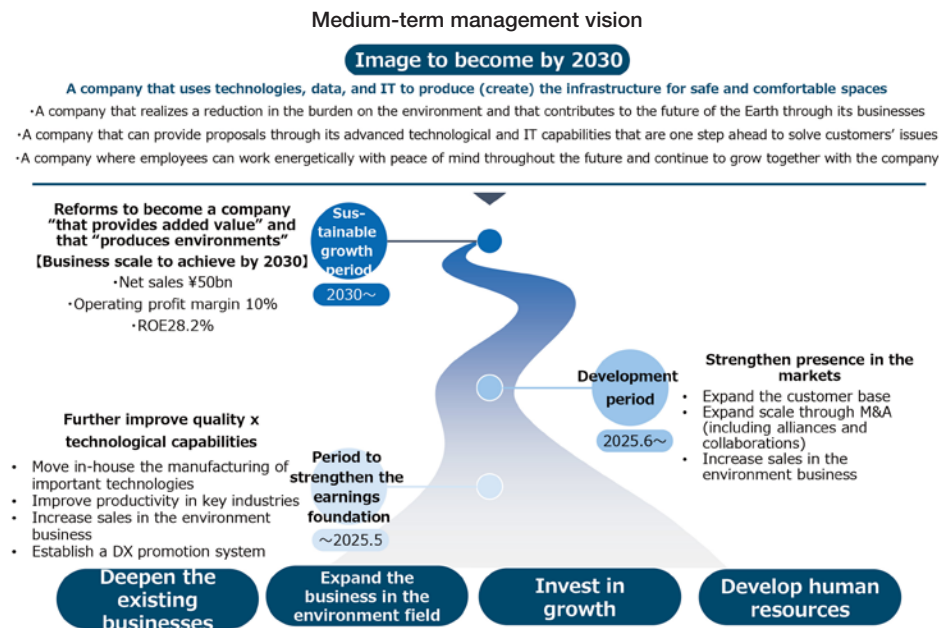 Medium-term management vision
Image to become by 2030
A company that uses technologies, data, and IT to produce (create) the infrastructure for safe and comfortable spaces
・A company that realizes a reduction in the burden on the environment and that contributes to the future of the Earth through its businesses
・A company that can provide proposals through its advanced technological and IT capabilities that are one step ahead to solve customers' issues
・A company where employees can work energetically with peace of mind throughout the future and continue to grow together with the company
Reforms to become a company
"that provides added value" and
that "produces environments"
【Business scale to achieve by 2030】
・Net sales ¥50bn
・Operating profit margin 10%
・ROE28.2%
Sus-
tainable
growth
period
2030～
Development
period
2025.6～
Strengthen presence in the
markets
• Expand the customer base
• Expand scale through M&A
(including alliances and
collaborations)
• Increase sales in the
environment business
Further improve quality x
technological capabilities
• Move in-house the manufacturing of
important technologies
• Improve productivity in key industries
• Increase sales in the environment
business
• Establish a DX promotion system
Period to
strengthen the
earnings
foundation
～2025.5
Deepen the
existing
businesses
Expand the
business in the
environment field
Invest in
growth
Develop human
resources